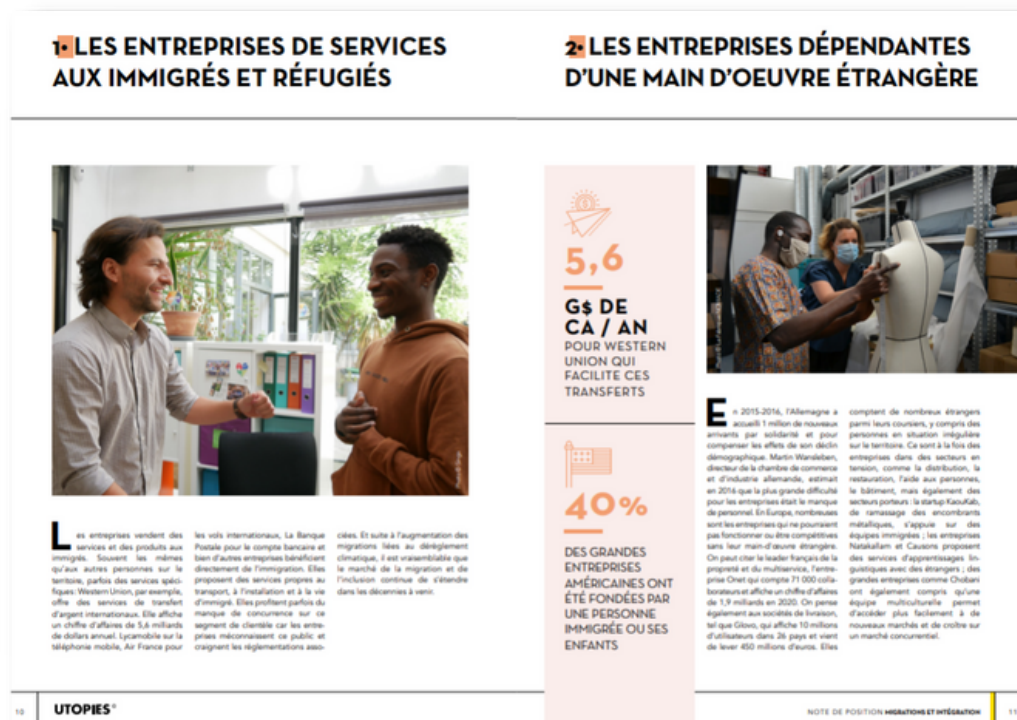 1• LES ENTREPRISES DE SERVICES
AUX IMMIGRÉS ET RÉFUGIÉS
L es entreprises vendent des
services et des produits aux
immigrés. Souvent les mêmes
qu'aux autres personnes sur le
territoire, parfois des services spéci-
fiques: Western Union, par exemple,
offre des services de transfert
d'argent internationaux. Elle affiche
un chiffre d'affaires de 5,6 milliards
de dollars annuel. Lycamobile sur la
téléphonie mobile, Air France pour
les vols internationaux, La Banque
Postale pour le compte bancaire et
bien d'autres entreprises bénéficient
directement de l'immigration. Elles
proposent des services propres au
transport, à l'installation et à la vie
d'immigré. Elles profitent parfois du
manque de concurrence sur ce
segment de clientèle car les entre-
prises méconnaissent ce public et
craignent les réglementations asso-
ciées. Et suite à l'augmentation des
migrations liées au dérèglement
climatique, il est vraisemblable que
le marché de la migration et de
l'inclusion continue de s'étendre
dans les décennies à venir.
10
UTOPIES®
2• LES ENTREPRISES DÉPENDANTES
D'UNE MAIN D'OEUVRE ÉTRANGÈRE
5,6
G$ DE
CA / AN
POUR WESTERN
UNION QUI
FACILITE CES
TRANSFERTS
40%
DES GRANDES
ENTREPRISES
AMÉRICAINES ONT
ÉTÉ FONDÉES PAR
UNE PERSONNE
IMMIGRÉE OU SES
ENFANTS
E n 2015-2016, l'Allemagne a
accueilli 1 million de nouveaux
arrivants par solidarité et pour
compenser les effets de son déclin
démographique. Martin Wansleben,
directeur de la chambre de commerce
et d'industrie allemande, estimait
en 2016 que la plus grande difficulté
pour les entreprises était le manque
de personnel. En Europe, nombreuses
sont les entreprises qui ne pourraient
pas fonctionner ou être compétitives
sans leur main-d'œuvre étrangère.
On peut citer le leader français de la
propreté et du multiservice, l'entre-
prise Onet qui compte 71 000 colla-
borateurs et affiche un chiffre d'affaires
de 1,9 milliards en 2020. On pense
également aux sociétés de livraison,
tel que Glovo, qui affiche 10 millions
d'utilisateurs dans 26 pays et vient
de lever 450 millions d'euros. Elles
comptent de nombreux étrangers
parmi leurs coursiers, y compris des
personnes en situation irrégulière
sur le territoire. Ce sont à la fois des
entreprises dans des secteurs en
tension, comme la distribution, la
restauration, l'aide aux personnes,
le bâtiment, mais également des
secteurs porteurs : la startup KaouKab,
de ramassage des encombrants
métalliques, s'appuie sur des
équipes immigrées ; les entreprises
Natakallam et Causons proposent
des services d'apprentissages lin-
guistiques avec des étrangers ; des
grandes entreprises comme Chobani
ont également compris qu'une
équipe multiculturelle permet
d'accéder plus facilement à de
nouveaux marchés et de croître sur
un marché concurrentiel.
NOTE DE POSITION MIGRATIONS ET INTÉGRATION
11